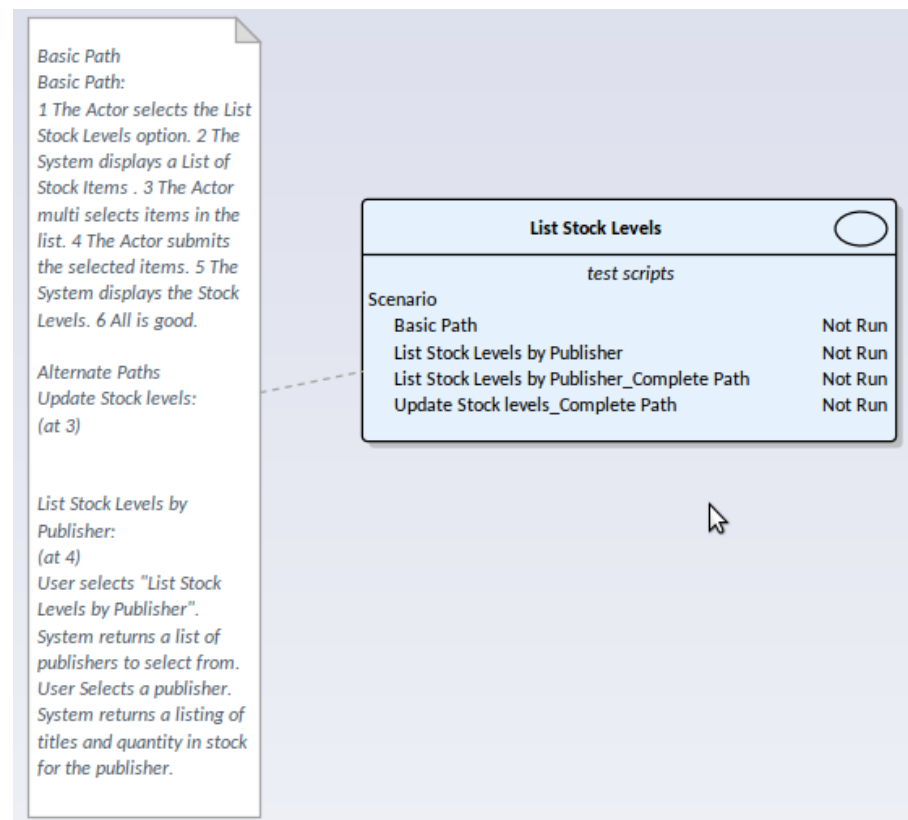 Basic Path
Basic Path:
1 The Actor selects the List
Stock Levels option. 2 The
System displays a List of
Stock Items . 3 The Actor
multi selects items in the
list. 4 The Actor submits
the selected items. 5 The
System displays the Stock
Levels. 6 All is good.
Alternate Paths
Update Stock levels:
(at 3)
List Stock Levels by
Publisher:
(at 4)
User selects "List Stock
Levels by Publisher".
System returns a list of
publishers to select from.
User Selects a publisher.
System returns a listing of
titles and quantity in stock
for the publisher.
List Stock Levels
test scripts
Scenario
Basic Path Not Run
List Stock Levels by Publisher Not Run
List Stock Levels by Publisher_Complete Path Not Run
Update Stock levels_Complete Path Not Run